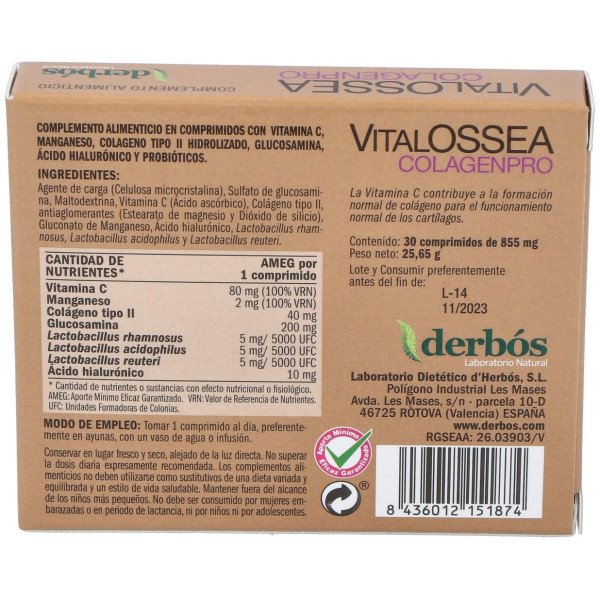 VITALOSSEA
COLAGENPRO
derbós
COMPLEMENTO ALIMENTICIO
COMPLEMENTO ALIMENTICIO EN COMPRIMIDOS CON VITAMINA C,
MANGANESO, COLAGENO TIPO II HIDROLIZADO, GLUCOSAMINA,
ÁCIDO HIALURÓNICO Y PROBIÓTICOS.
INGREDIENTES:
Agente de carga (Celulosa microcristalina), Sulfato de glucosami-
na, Maltodextrina, Vitamina C (Ácido ascórbico), Colágeno tipo II,
antiaglomerantes (Estearato de magnesio y Dióxido de silicio),
Gluconato de Manganeso, Ácido hialurónico, Lactobacillus rham-
nosus, Lactobacillus acidophilus y Lactobacillus reuteri.
CANTIDAD DE NUTRIENTES* AMEG por 1 comprimido
Vitamina C 80 mg (100% VRN)
Manganeso 2 mg (100% VRN)
Colágeno tipo II 40 mg
Glucosamina 200 mg
Lactobacillus rhamnosus 5 mg/ 5000 UFC
Lactobacillus acidophilus 5 mg/ 5000 UFC
Lactobacillus reuteri 5 mg/ 5000 UFC
Ácido hialurónico 10 mg
* Cantidad de nutrientes o sustancias con efecto nutricional o fisiológico.
AMEG: Aporte Mínimo Eficaz Garantizado. VRN: Valor de Referencia de Nutrientes.
UFC: Unidades Formadoras de Colonias.
MODO DE EMPLEO: Tomar 1 comprimido al día, preferente-
mente en ayunas, con un vaso de agua o infusión.
Conservar en lugar fresco y seco, alejado de la luz directa. No superar
la dosis diaria expresamente recomendada. Los complementos ali-
menticios no deben utilizarse como sustitutivos de una dieta variada y
equilibrada y un estilo de vida saludable. Mantener fuera del alcance
de los niños más pequeños. No debe ser consumido por mujeres em-
barazadas o en periodo de lactancia, ni por niños ni por adolescentes.
Aporte Mínimo
Eficaz Garantizado
®
VITALOSSEA
COLAGENPRO
La Vitamina C contribuye a la formación
normal de colágeno para el funcionamiento
normal de los cartílagos.
Contenido: 30 comprimidos de 855 mg
Peso neto: 25,65 g
Lote y Consumir preferentemente
antes del fin de:
L-14
11/2023
derbós
Laboratorio Natural
Laboratorio Dietético d'Herbós, S.L.
Polígono Industrial Les Mases
Avda. Les Mases, s/n - parcela 10-D
46725 RÒTOVA (Valencia) ESPAÑA
www.derbos.com
RGSEAA: 26.03903/V
8 436012 151874